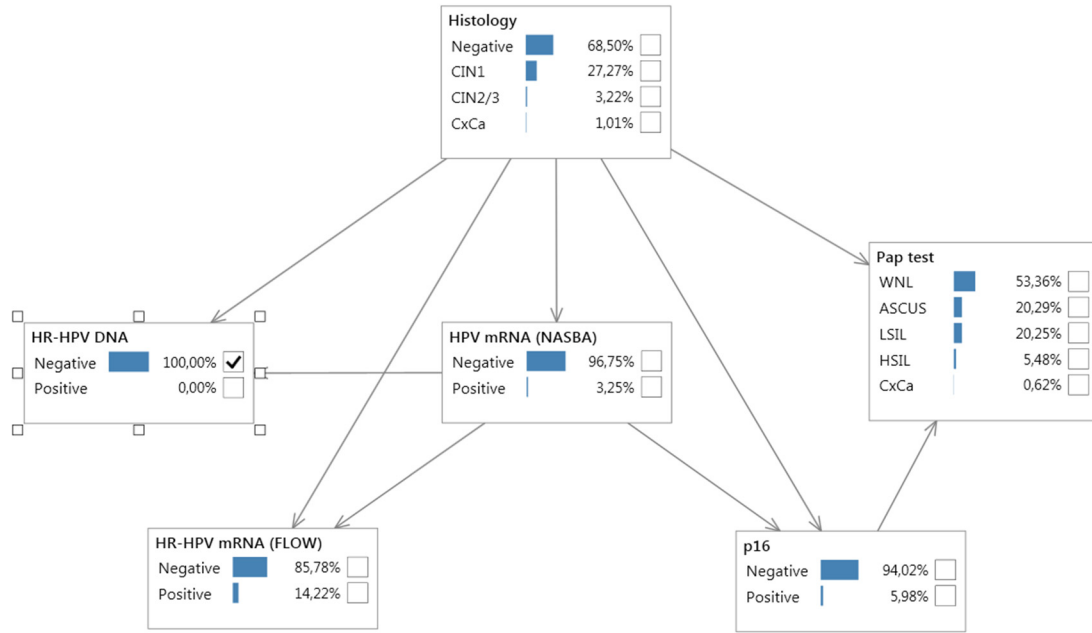 Histology
Negative 68,50%
CIN1 27,27%
CIN2/3 3,22%
CxCa 1,01%
Pap test
WNL 53,36%
ASCUS 20,29%
LSIL 20,25%
HSIL 5,48%
CxCa 0,62%
HR-HPV DNA
Negative 100,00%
Positive 0,00%
HPV mRNA (NASBA)
Negative 96,75%
Positive 3,25%
HR-HPV mRNA (FLOW)
Negative 85,78%
Positive 14,22%
p16
Negative 94,02%
Positive 5,98%